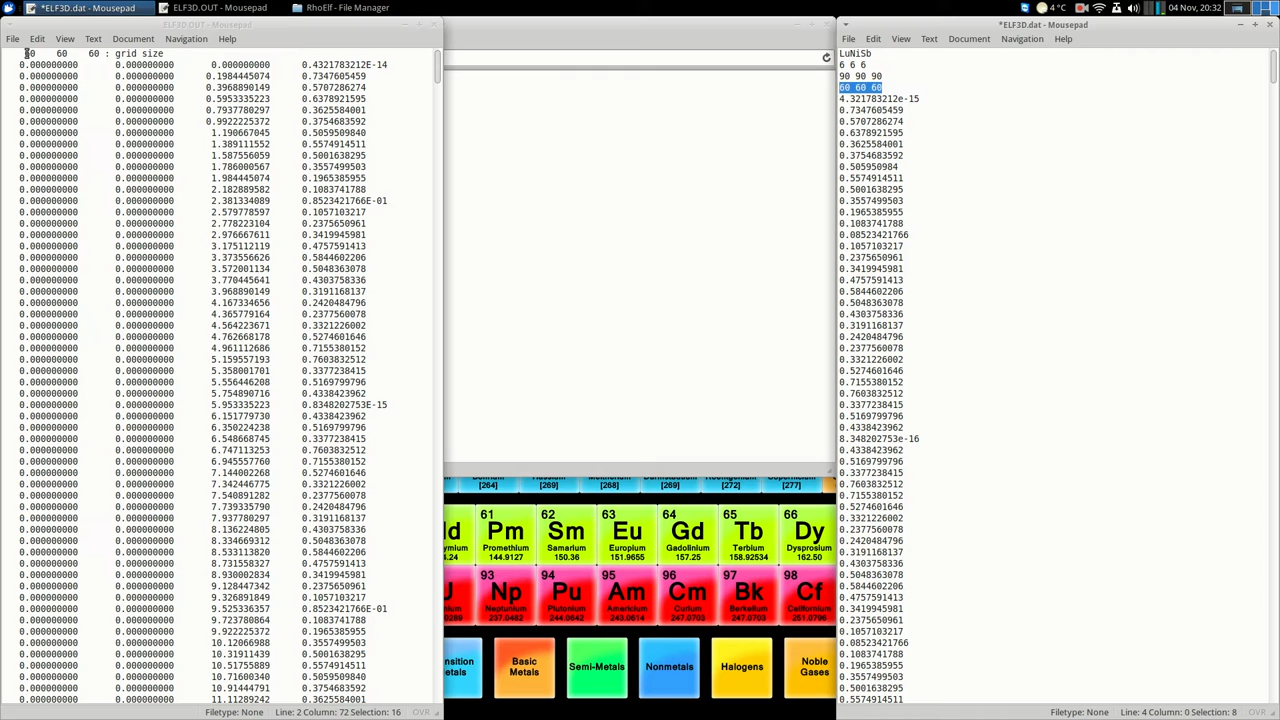 *ELF3D.dat - Mousepad
ELF3D.OUT - Mousepad
RhoElf - File Manager
4 °C
04 Nov, 20:32
ELF3D.OUT - Mousepad
File Edit View Text Document Navigation Help
60 60 60 : grid size
0.000000000 0.000000000 0.000000000 0.4321783212E-14
0.000000000 0.000000000 0.1984445074 0.7347605459
0.000000000 0.000000000 0.3968890149 0.5707286274
0.000000000 0.000000000 0.5953335223 0.6378921595
0.000000000 0.000000000 0.7937780297 0.3625584001
0.000000000 0.000000000 0.9922225372 0.3754683592
0.000000000 0.000000000 1.190667045 0.5059509840
0.000000000 0.000000000 1.389111552 0.5574914511
0.000000000 0.000000000 1.587556059 0.5001638295
0.000000000 0.000000000 1.786000567 0.3557499503
0.000000000 0.000000000 1.984445074 0.1965385955
0.000000000 0.000000000 2.182889582 0.1083741788
0.000000000 0.000000000 2.381334089 0.8523421766E-01
0.000000000 0.000000000 2.579778597 0.1057103217
0.000000000 0.000000000 2.778223104 0.2375650961
0.000000000 0.000000000 2.976667611 0.3419945981
0.000000000 0.000000000 3.175112119 0.4757591413
0.000000000 0.000000000 3.373556626 0.5844602206
0.000000000 0.000000000 3.572001134 0.5048363078
0.000000000 0.000000000 3.770445641 0.4303758336
0.000000000 0.000000000 3.968890149 0.3191168137
0.000000000 0.000000000 4.167334656 0.2420484796
0.000000000 0.000000000 4.365779164 0.2377560078
0.000000000 0.000000000 4.564223671 0.3321226002
0.000000000 0.000000000 4.762668178 0.5274601646
0.000000000 0.000000000 4.961112686 0.7155380152
0.000000000 0.000000000 5.159557193 0.7603832512
0.000000000 0.000000000 5.358001701 0.3377238415
0.000000000 0.000000000 5.556446208 0.5169799796
0.000000000 0.000000000 5.754890716 0.4338423962
0.000000000 0.000000000 5.953335223 0.8348202753E-15
0.000000000 0.000000000 6.151779730 0.4338423962
0.000000000 0.000000000 6.350224238 0.5169799796
0.000000000 0.000000000 6.548668745 0.3377238415
0.000000000 0.000000000 6.747113253 0.7603832512
0.000000000 0.000000000 6.945557760 0.7155380152
0.000000000 0.000000000 7.144002268 0.5274601646
0.000000000 0.000000000 7.342446775 0.3321226002
0.000000000 0.000000000 7.540891282 0.2377560078
0.000000000 0.000000000 7.739335790 0.2420484796
0.000000000 0.000000000 7.937780297 0.3191168137
0.000000000 0.000000000 8.136224805 0.4303758336
0.000000000 0.000000000 8.334669312 0.5048363078
0.000000000 0.000000000 8.533113820 0.5844602206
0.000000000 0.000000000 8.731558327 0.4757591413
0.000000000 0.000000000 8.930002834 0.3419945981
0.000000000 0.000000000 9.128447342 0.2375650961
0.000000000 0.000000000 9.326891849 0.1057103217
0.000000000 0.000000000 9.525336357 0.8523421766E-01
0.000000000 0.000000000 9.723780864 0.1083741788
0.000000000 0.000000000 9.922225372 0.1965385955
0.000000000 0.000000000 10.12066988 0.3557499503
0.000000000 0.000000000 10.31911439 0.5001638295
0.000000000 0.000000000 10.51755889 0.5574914511
0.000000000 0.000000000 10.71600340 0.5059509840
0.000000000 0.000000000 10.91444791 0.3754683592
0.000000000 0.000000000 11.11289242 0.3625584001
Filetype: None Line: 2 Column: 72 Selection: 16 OVR
[264] [269] [268] [269] [272] [277]
61 62 63 64 65 66
Pm Sm Eu Gd Tb Dy
Promethium Samarium Europium Gadolinium Terbium Dysprosium
144.9127 150.36 151.9655 157.25 158.92534 162.50
93 94 95 96 97 98
Np Pu Am Cm Bk Cf
Neptunium Plutonium Americium Curium Berkelium Californium
237.0482 244.0642 243.0614 247.0703 247.0703 251.0796
Basic Metals
Semi-Metals
Nonmetals
Halogens
Noble Gases
*ELF3D.dat - Mousepad
File Edit View Text Document Navigation Help
LuNiSb
6 6 6
90 90 90
60 60 60
4.321783212e-15
0.7347605459
0.5707286274
0.6378921595
0.3625584001
0.3754683592
0.505950984
0.5574914511
0.5001638295
0.3557499503
0.1965385955
0.1083741788
0.08523421766
0.1057103217
0.2375650961
0.3419945981
0.4757591413
0.5844602206
0.5048363078
0.4303758336
0.3191168137
0.2420484796
0.2377560078
0.3321226002
0.5274601646
0.7155380152
0.7603832512
0.3377238415
0.5169799796
0.4338423962
8.348202753e-16
0.4338423962
0.5169799796
0.3377238415
0.7603832512
0.7155380152
0.5274601646
0.3321226002
0.2377560078
0.2420484796
0.3191168137
0.4303758336
0.5048363078
0.5844602206
0.4757591413
0.3419945981
0.2375650961
0.1057103217
0.08523421766
0.1083741788
0.1965385955
0.3557499503
0.5001638295
0.5574914511
Filetype: None Line: 4 Column: 0 Selection: 8 OVR